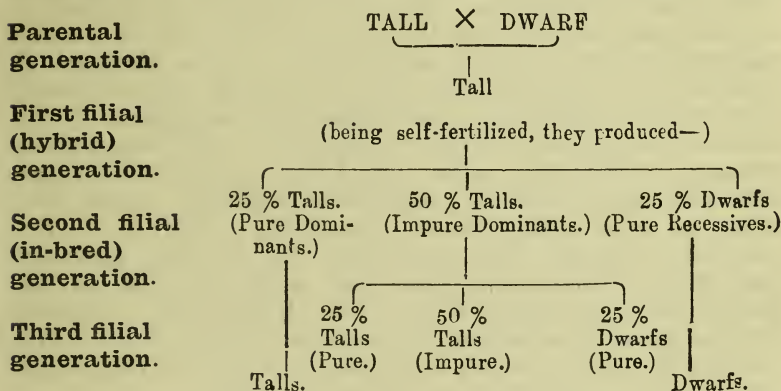 Parental
generation.
TALL × DWARF
Tall
First filial
(hybrid)
generation.
(being self-fertilized, they produced—)
Second filial
(in-bred)
generation.
25 % Talls.
(Pure Domi-
nants.)
50 % Talls.
(Impure Dominants.)
25 % Dwarfs
(Pure Recessives.)
Third filial
generation.
Talls.
25 %
Talls
(Pure.)
50 %
Talls
(Impure.)
25 %
Dwarfs
(Pure.)
Dwarfs.